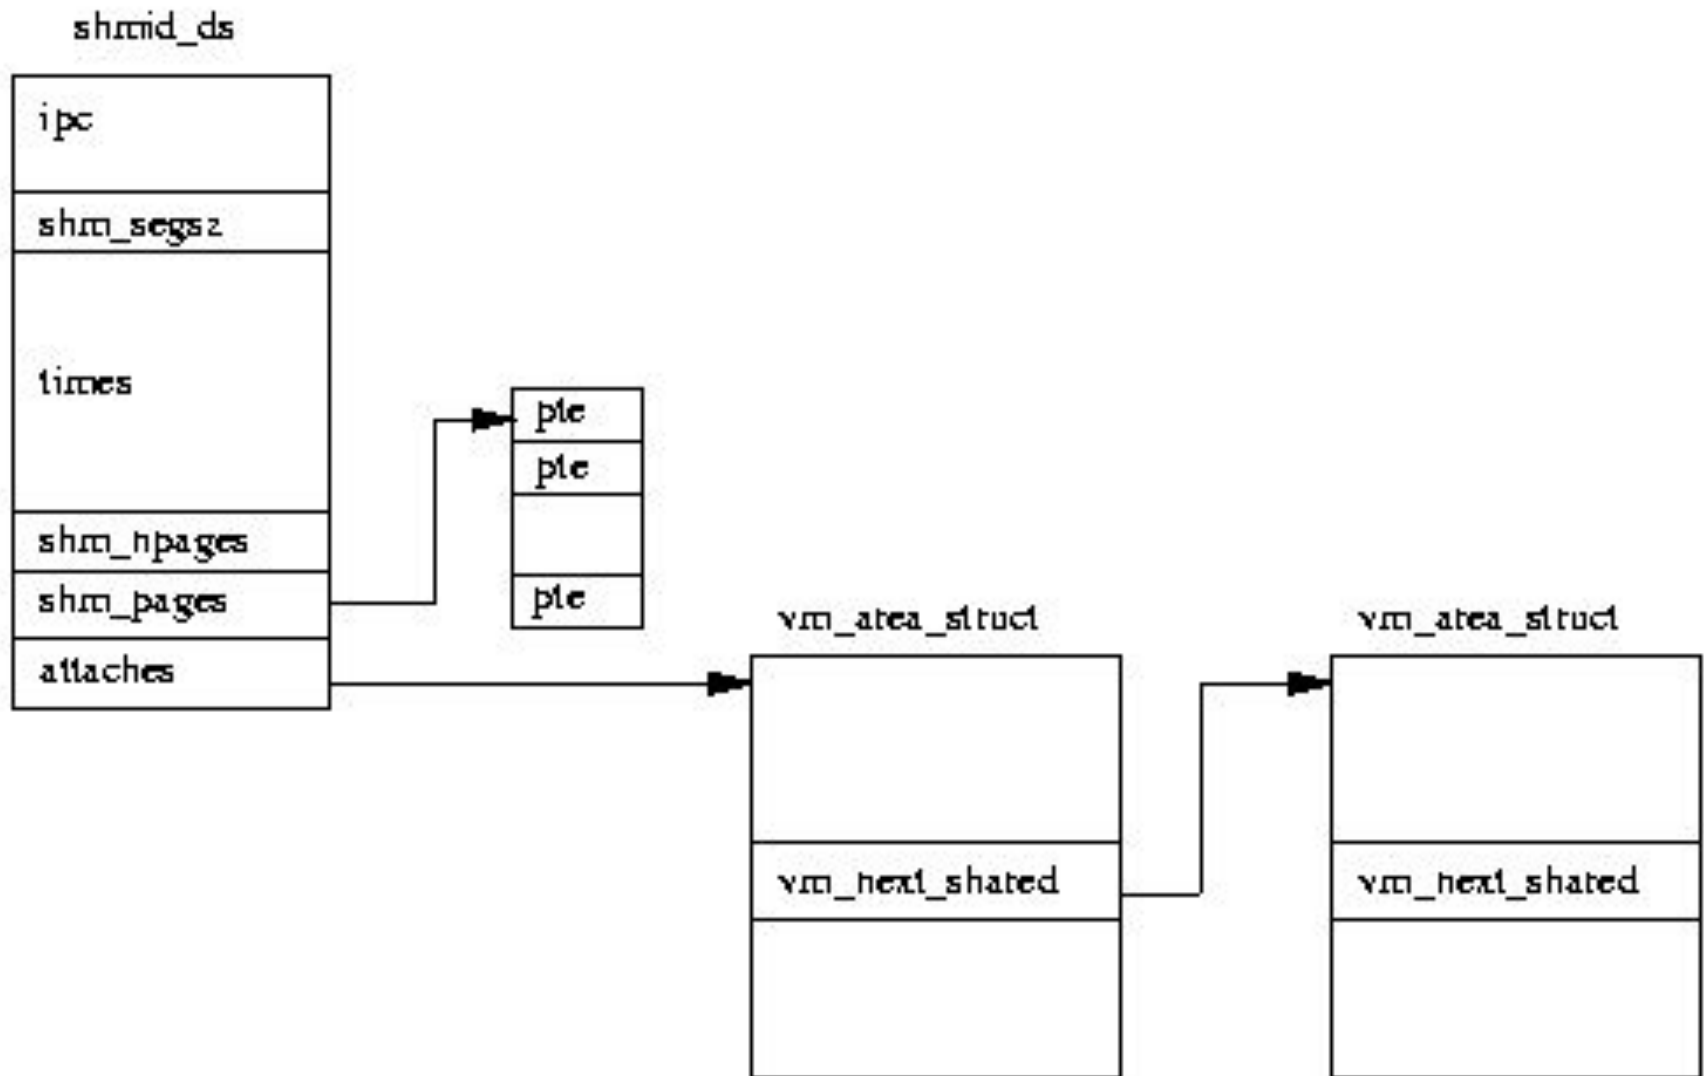 shmid_ds
ipc
shm_segsz
times
shm_npages
shm_pages
attaches
pte
pte
pte
vm_area_struct
vm_next_shared
vm_area_struct
vm_next_shared